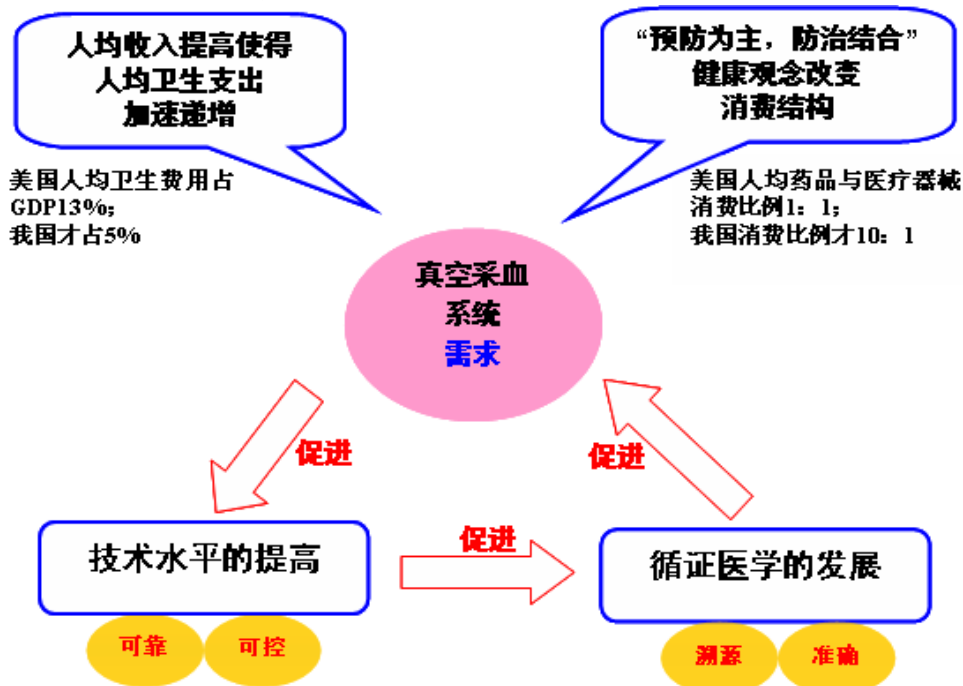 人均收入提高使得
人均卫生支出
加速递增
“预防为主，防治结合”
健康观念改变
消费结构
美国人均卫生费用占
GDP13%；
我国才占5%
美国人均药品与医疗器械
消费比例1：1；
我国消费比例才10：1
真空采血
系统
需求
促进
促进
技术水平的提高
促进
循证医学的发展
可靠
可控
溯源
准确